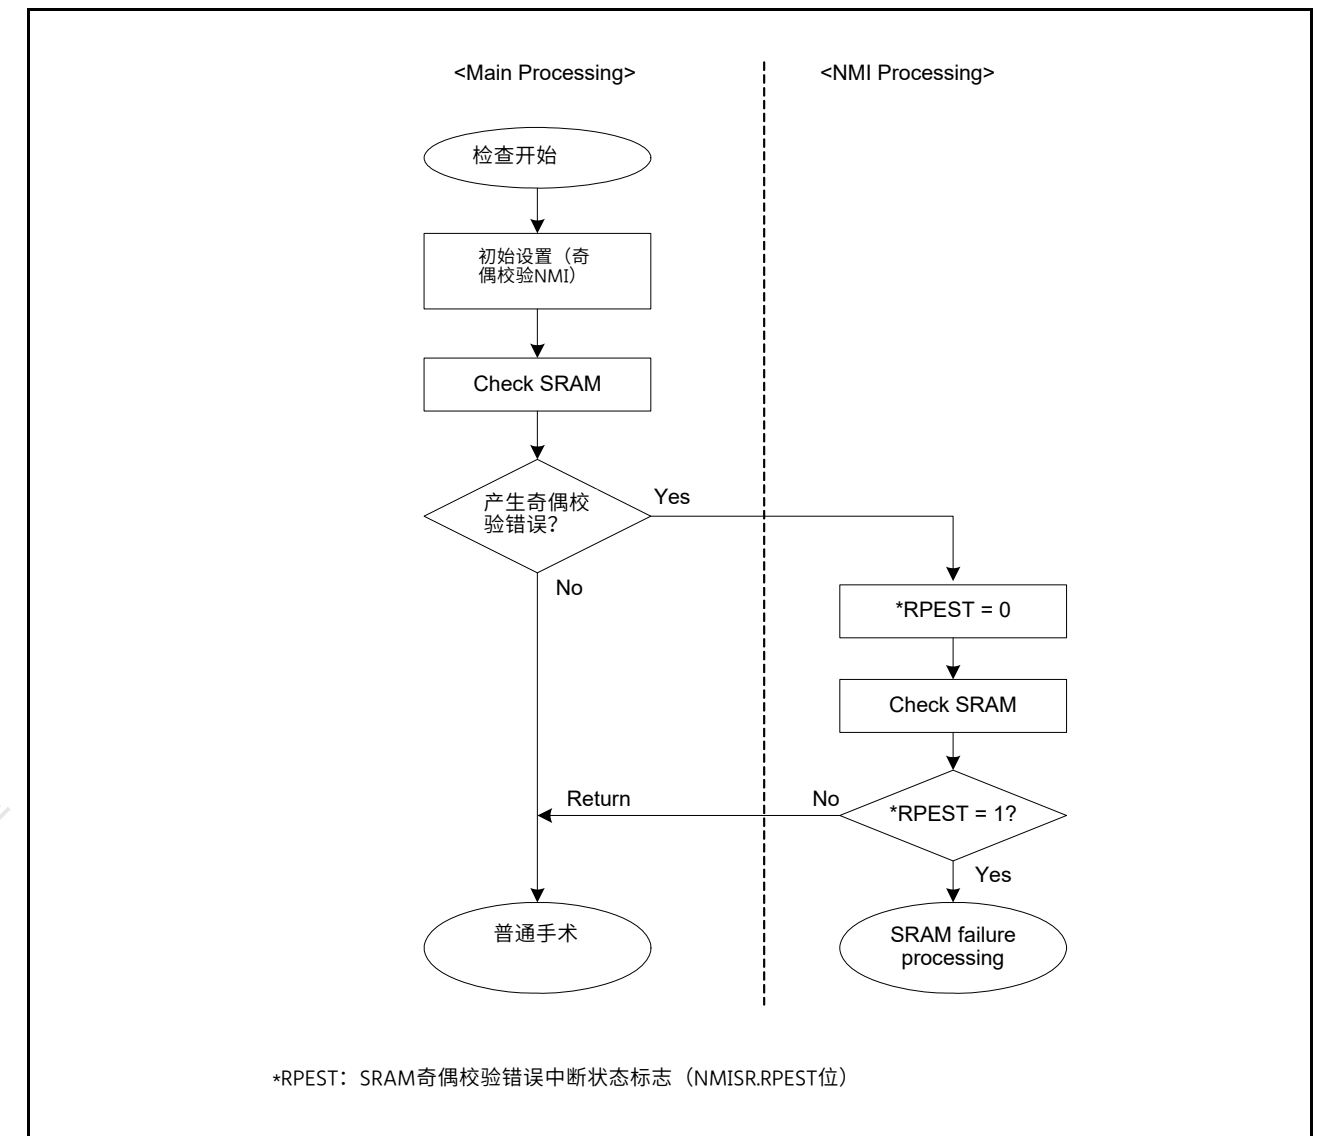 <Main Processing>
<NMI Processing>
检查开始
初始设置（奇
偶校验NMI）
Check SRAM
产生奇偶校
验错误？
Yes
No
*RPEST = 0
Check SRAM
*RPEST = 1?
No
Return
Yes
普通手术
SRAM failure
processing
*RPEST：SRAM奇偶校验错误中断状态标志（NMISR.RPEST位）